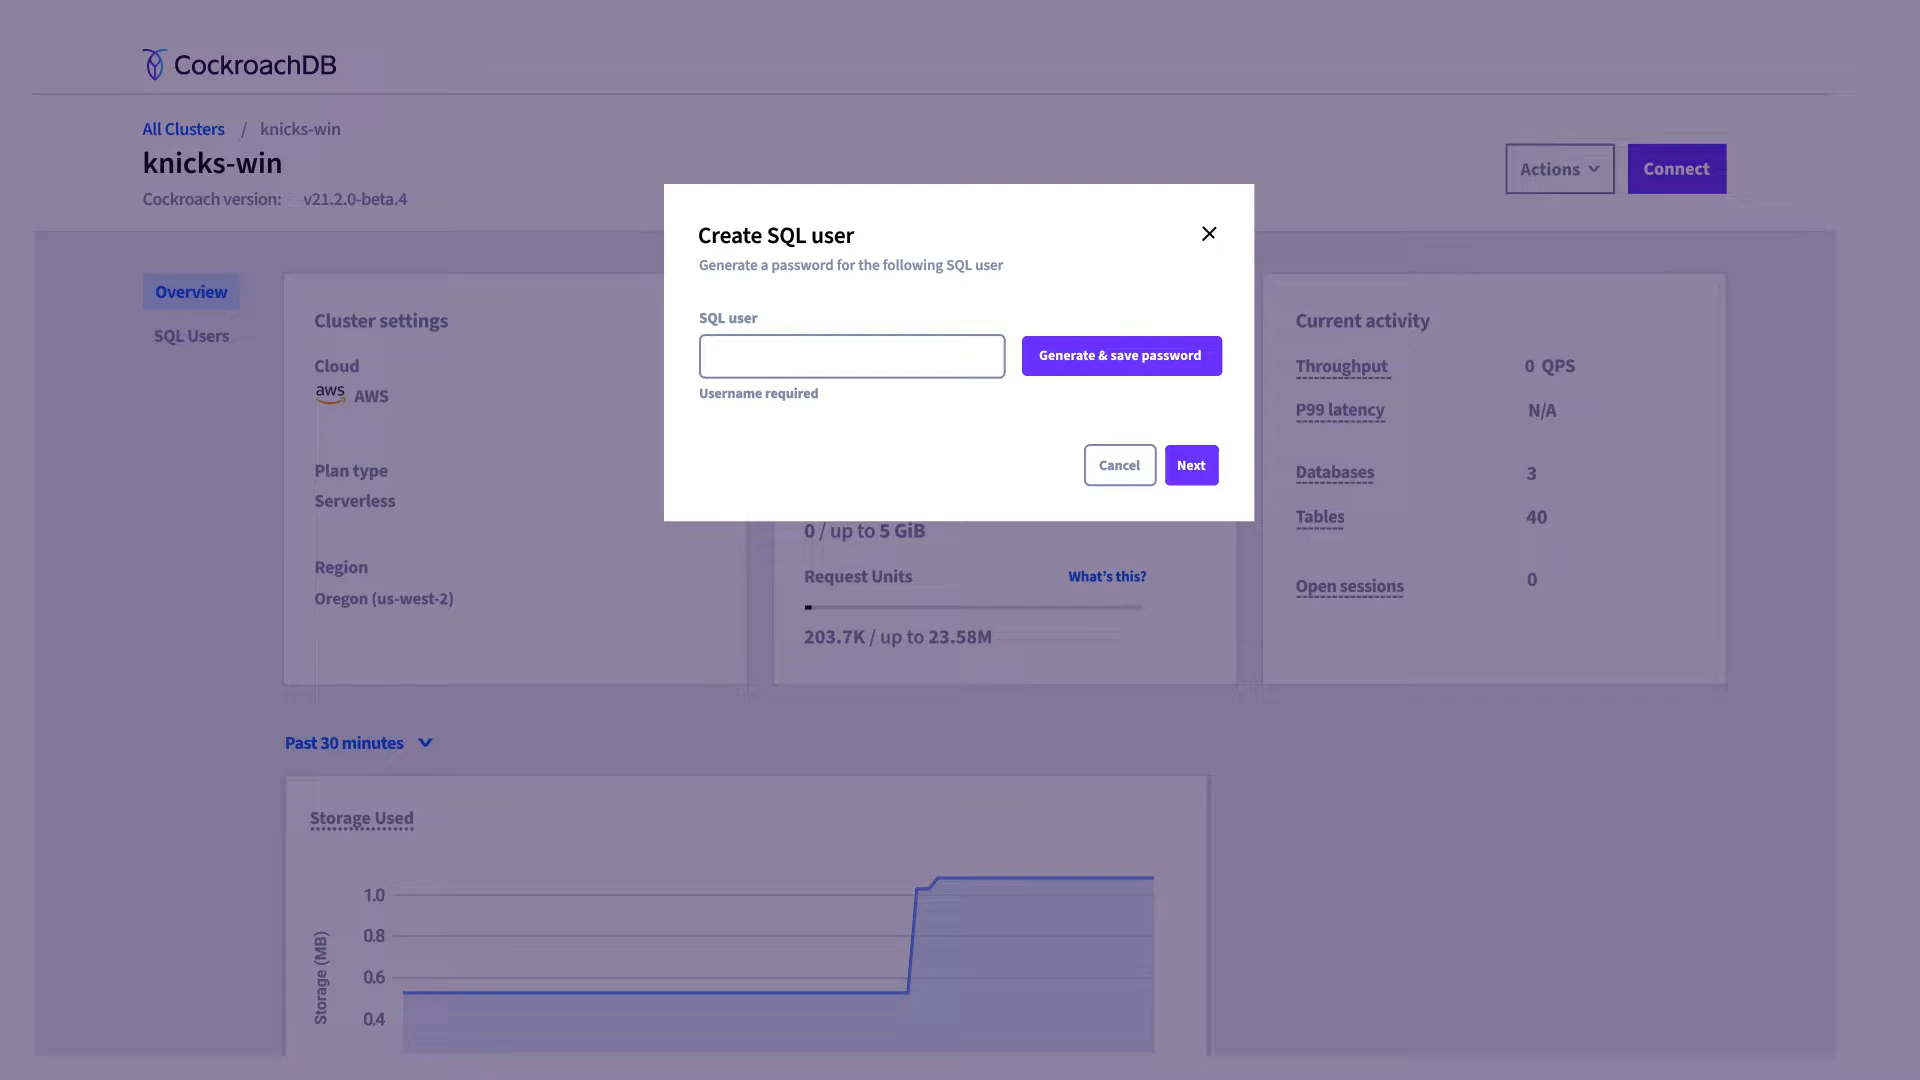 CockroachDB
All Clusters / knicks-win
knicks-win
Cockroach version: v21.2.0-beta.4
Actions
Connect
Overview
SQL Users
Cluster settings
Cloud
aws AWS
Plan type
Serverless
Region
Oregon (us-west-2)
Create SQL user
Generate a password for the following SQL user
SQL user
Generate & save password
Username required
Cancel
Next
0 / up to 5 GiB
Request Units What's this?
203.7K / up to 23.58M
Current activity
Throughput 0 QPS
P99 latency N/A
Databases 3
Tables 40
Open sessions 0
Past 30 minutes
Storage Used
Storage (MB)
1.0
0.8
0.6
0.4